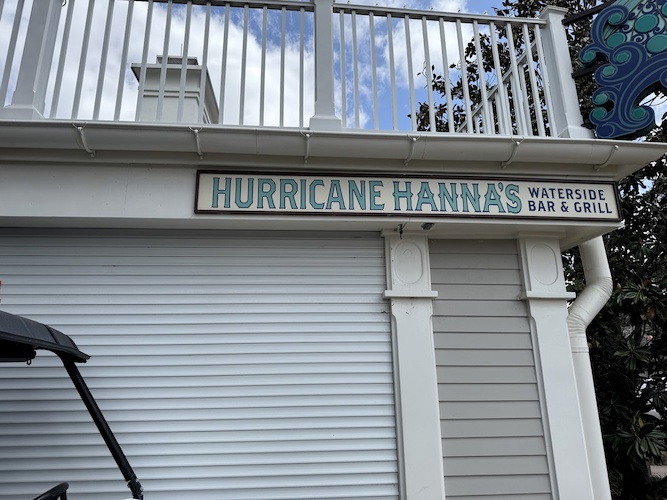 HURRICANE HANNA'S WATERSIDE
BAR & GRILL